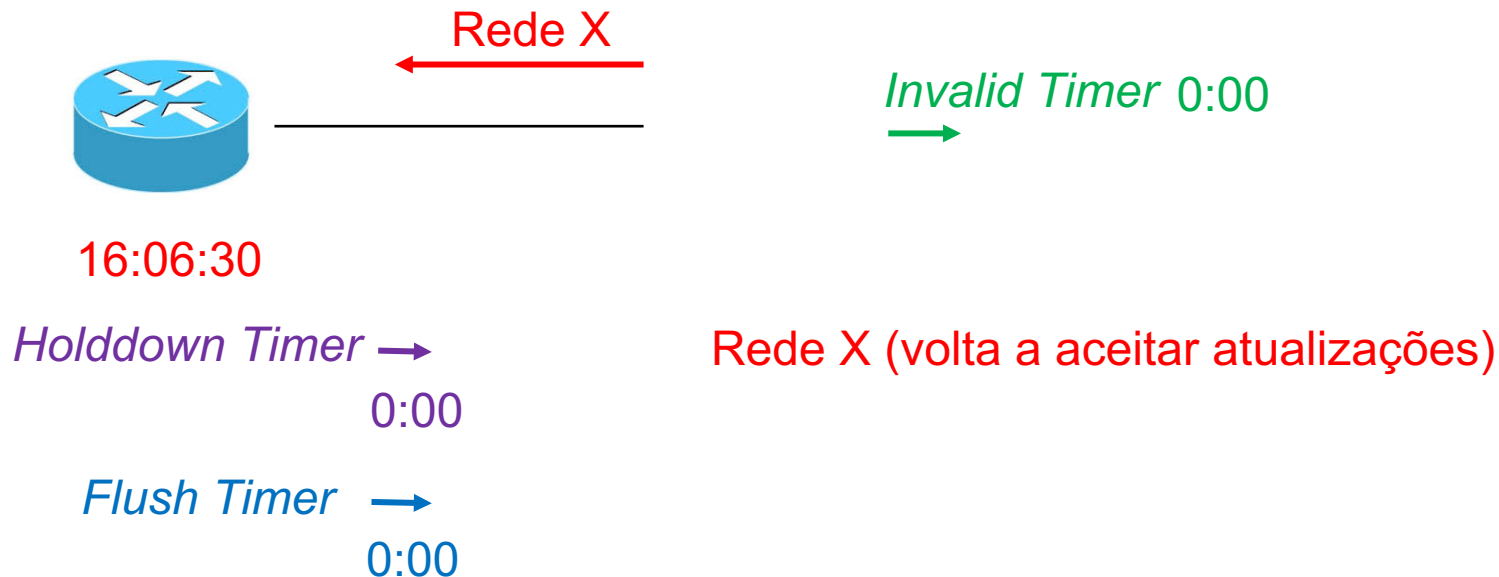 Rede X
Invalid Timer 0:00
16:06:30
Holddown Timer
0:00
Rede X (volta a aceitar atualizações)
Flush Timer
0:00